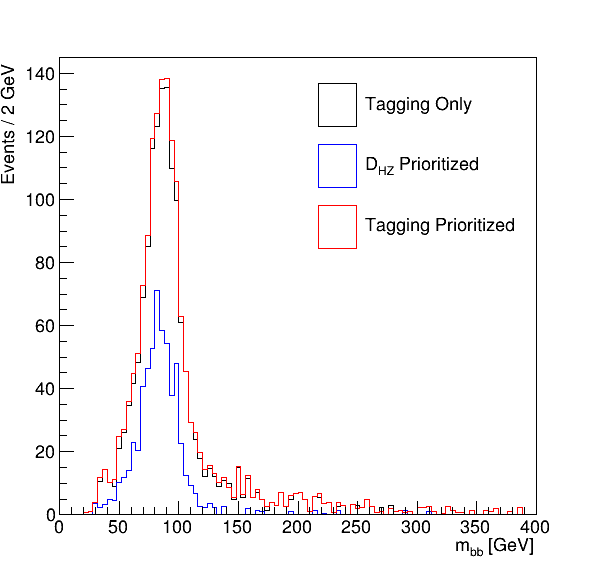 Events / 2 GeV
140
120
100
80
60
40
20
0
Tagging Only
D_HZ Prioritized
Tagging Prioritized
0 50 100 150 200 250 300 350 400
m_bb [GeV]